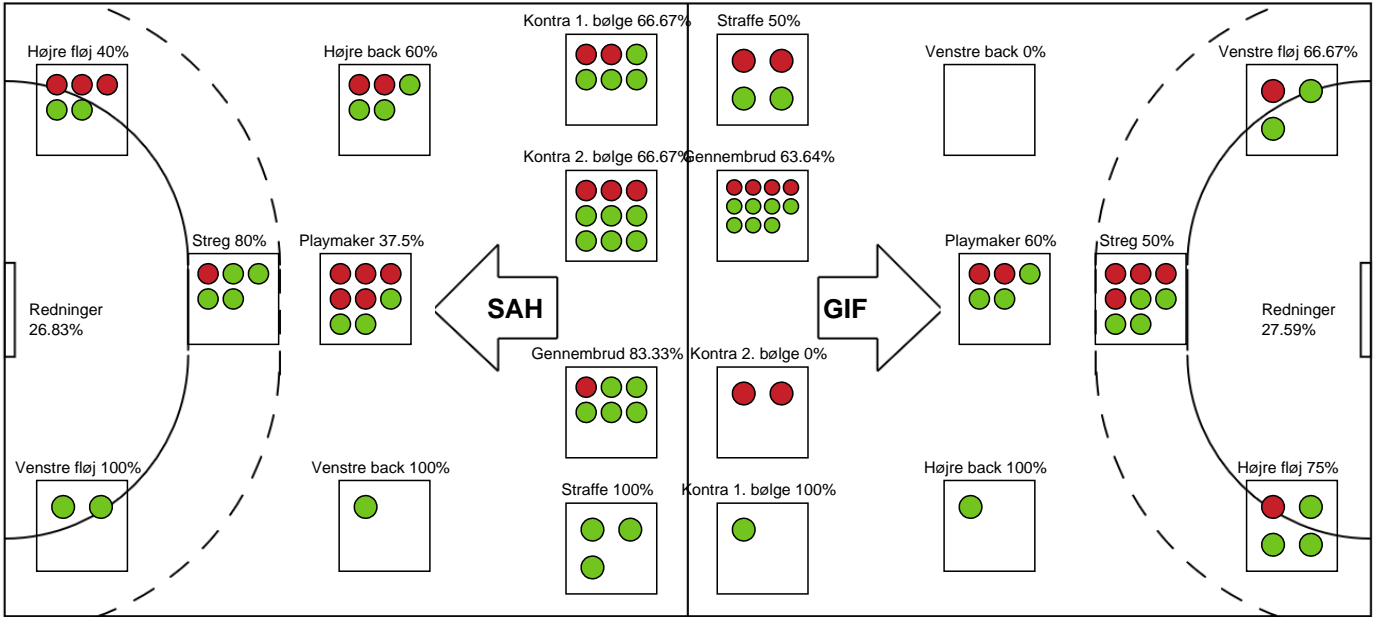 Kontra 1. bølge 66.67%
Straffe 50%
Højre fløj 40%
Højre back 60%
Venstre back 0%
Venstre fløj 66.67%
Kontra 2. bølge 66.67%
Gennembrud 63.64%
Streg 80%
Playmaker 37.5%
Playmaker 60%
Streg 50%
SAH
GIF
Redninger
26.83%
Redninger
27.59%
Gennembrud 83.33%
Kontra 2. bølge 0%
Venstre fløj 100%
Venstre back 100%
Straffe 100%
Kontra 1. bølge 100%
Højre back 100%
Højre fløj 75%